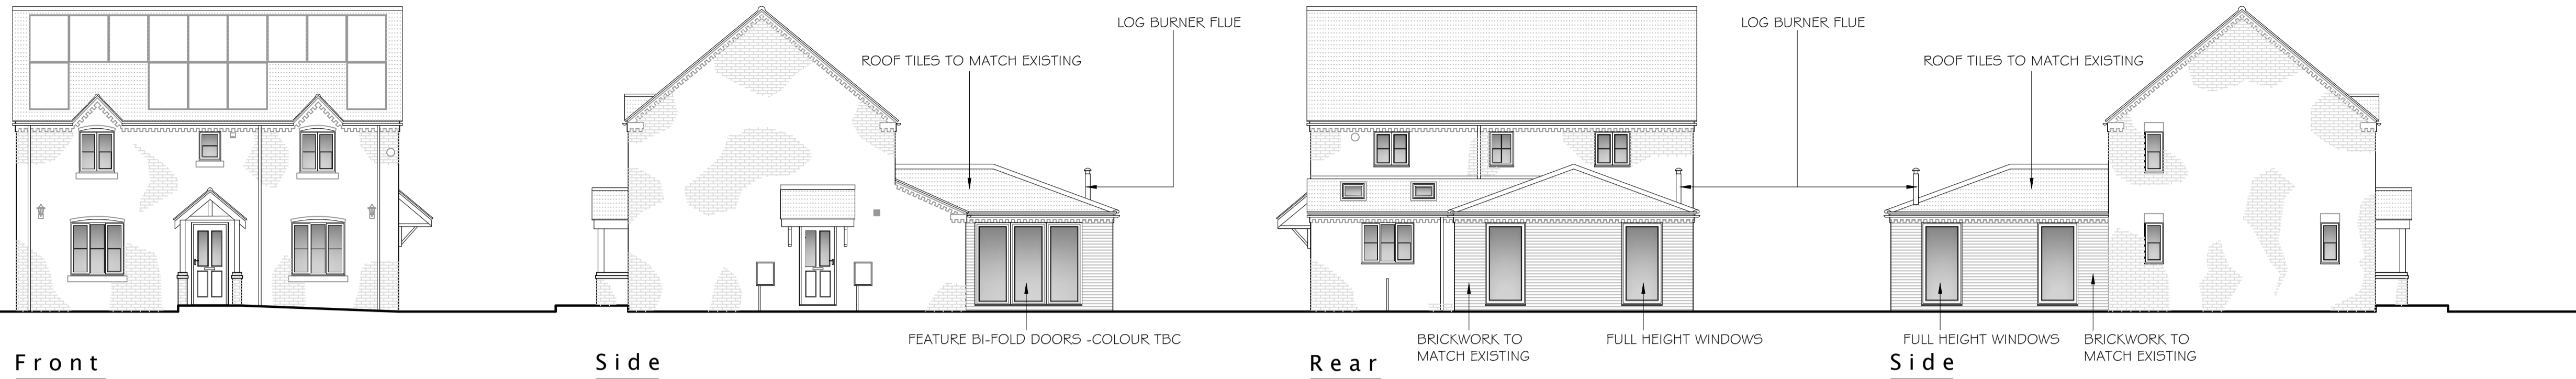 LOG BURNER FLUE
ROOF TILES TO MATCH EXISTING
FEATURE BI-FOLD DOORS -COLOUR TBC
LOG BURNER FLUE
ROOF TILES TO MATCH EXISTING
BRICKWORK TO
MATCH EXISTING
FULL HEIGHT WINDOWS
FULL HEIGHT WINDOWS
BRICKWORK TO
MATCH EXISTING
Front
Side
Rear
Side